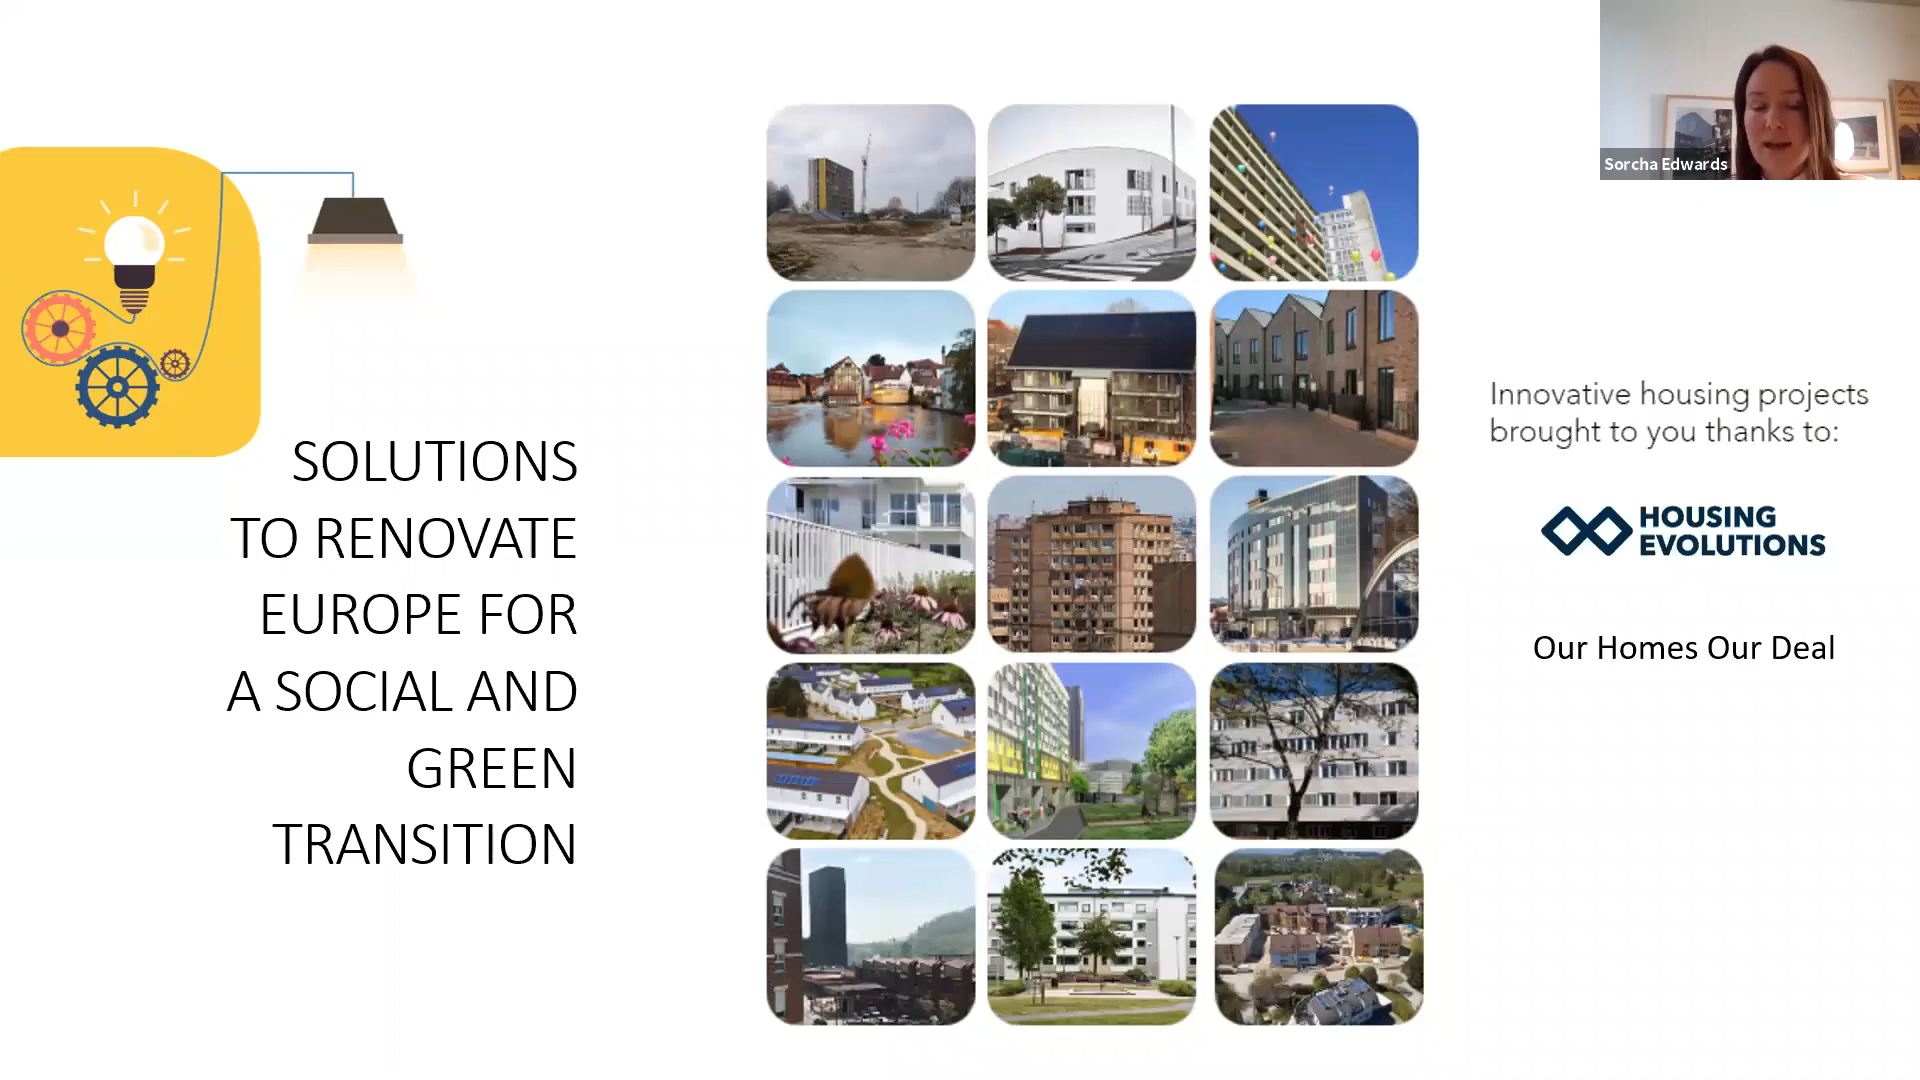 SOLUTIONS
TO RENOVATE
EUROPE FOR
A SOCIAL AND
GREEN
TRANSITION
Sorcha Edwards
Innovative housing projects
brought to you thanks to:
HOUSING
EVOLUTIONS
Our Homes Our Deal